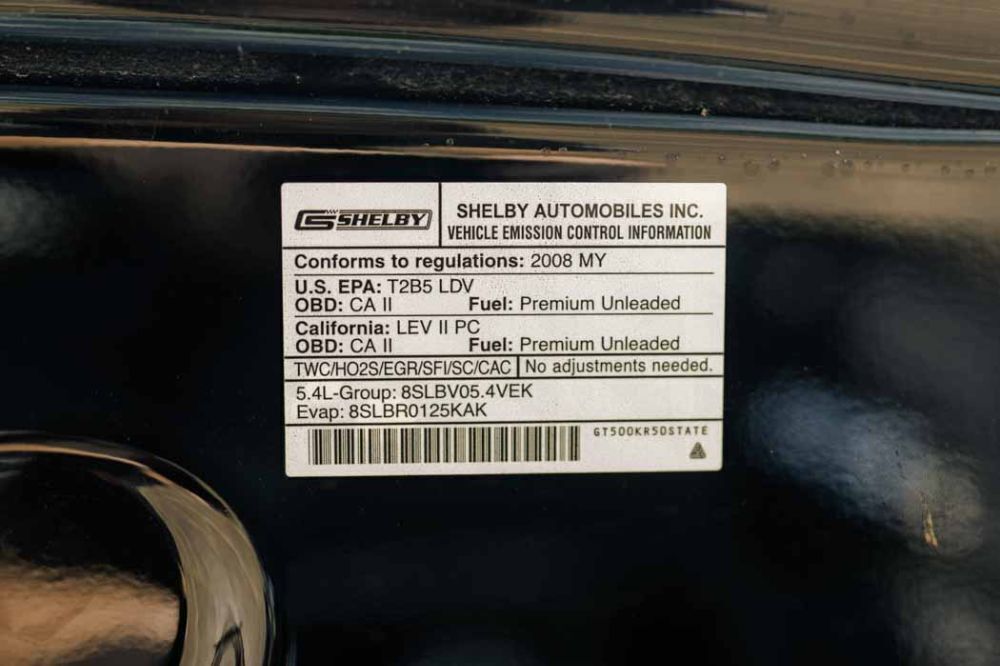 SHELBY
SHELBY AUTOMOBILES INC.
VEHICLE EMISSION CONTROL INFORMATION
Conforms to regulations: 2008 MY
U.S. EPA: T2B5 LDV
OBD: CA II Fuel: Premium Unleaded
California: LEV II PC
OBD: CA II Fuel: Premium Unleaded
TWC/HO2S/EGR/SFI/SC/CAC No adjustments needed.
5.4L-Group: 8SLBV05.4VEK
Evap: 8SLBR0125KAK
GT500KR50STATE